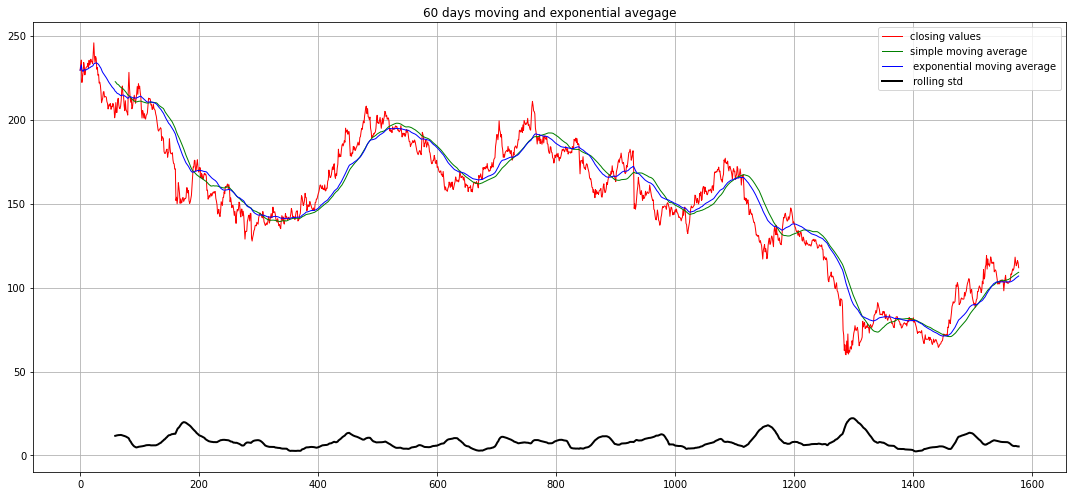 60 days moving and exponential avegage
250
200
150
100
50
0
closing values
simple moving average
exponential moving average
rolling std
0 200 400 600 800 1000 1200 1400 1600